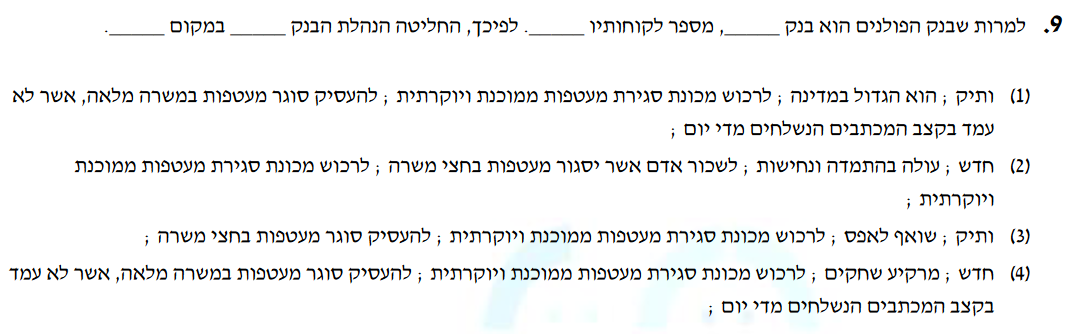 9. למרות שבנק הפולנים הוא בנק _____, מספר לקוחותיו _____. לפיכך, החליטה הנהלת הבנק _____ במקום _____.
(1) ותיק ; הוא הגדול במדינה ; לרכוש מכונת סגירת מעטפות ממוכנת ויוקרתית ; להעסיק סוגר מעטפות במשרה מלאה, אשר לא
עמד בקצב המכתבים הנשלחים מדי יום ;
(2) חדש ; עולה בהתמדה ונחישות ; לשכור אדם אשר יסגור מעטפות בחצי משרה ; לרכוש מכונת סגירת מעטפות ממוכנת
ויוקרתית ;
(3) ותיק ; שואף לאפס ; לרכוש מכונת סגירת מעטפות ממוכנת ויוקרתית ; להעסיק סוגר מעטפות בחצי משרה ;
(4) חדש ; מרקיע שחקים ; לרכוש מכונת סגירת מעטפות ממוכנת ויוקרתית ; להעסיק סוגר מעטפות במשרה מלאה, אשר לא עמד
בקצב המכתבים הנשלחים מדי יום ;